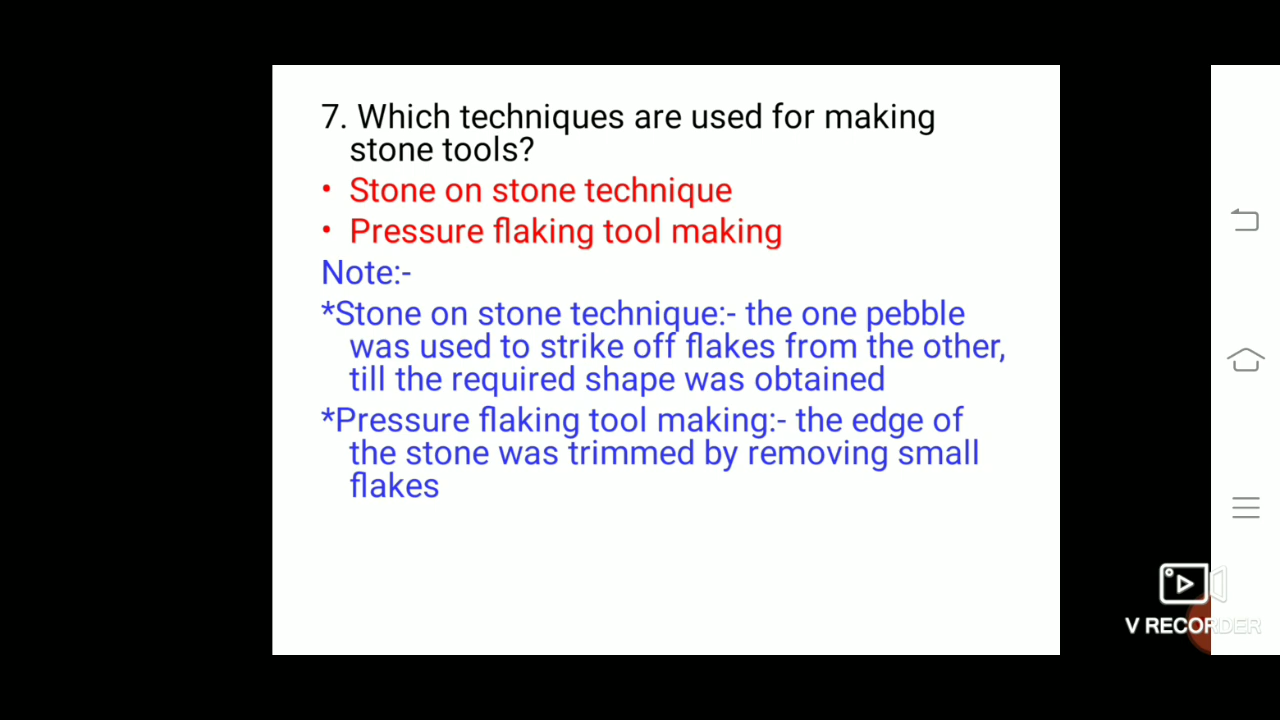 7. Which techniques are used for making
stone tools?
• Stone on stone technique
• Pressure flaking tool making
Note:-
*Stone on stone technique:- the one pebble
was used to strike off flakes from the other,
till the required shape was obtained
*Pressure flaking tool making:- the edge of
the stone was trimmed by removing small
flakes
V RECORDER